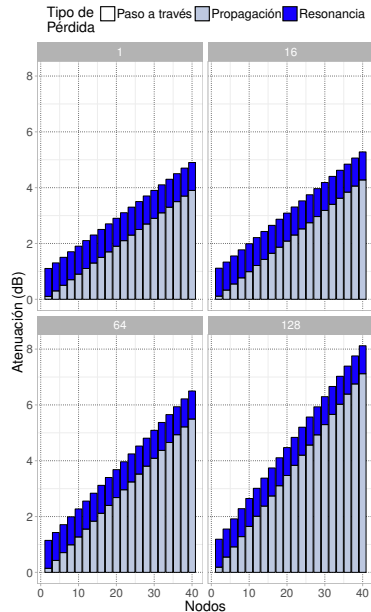 Tipo de Pérdida
Paso a través
Propagación
Resonancia
1
16
8
6
4
2
0
64
128
8
6
4
2
0
0 10 20 30 40
0 10 20 30 40
Atenuación (dB)
Nodos